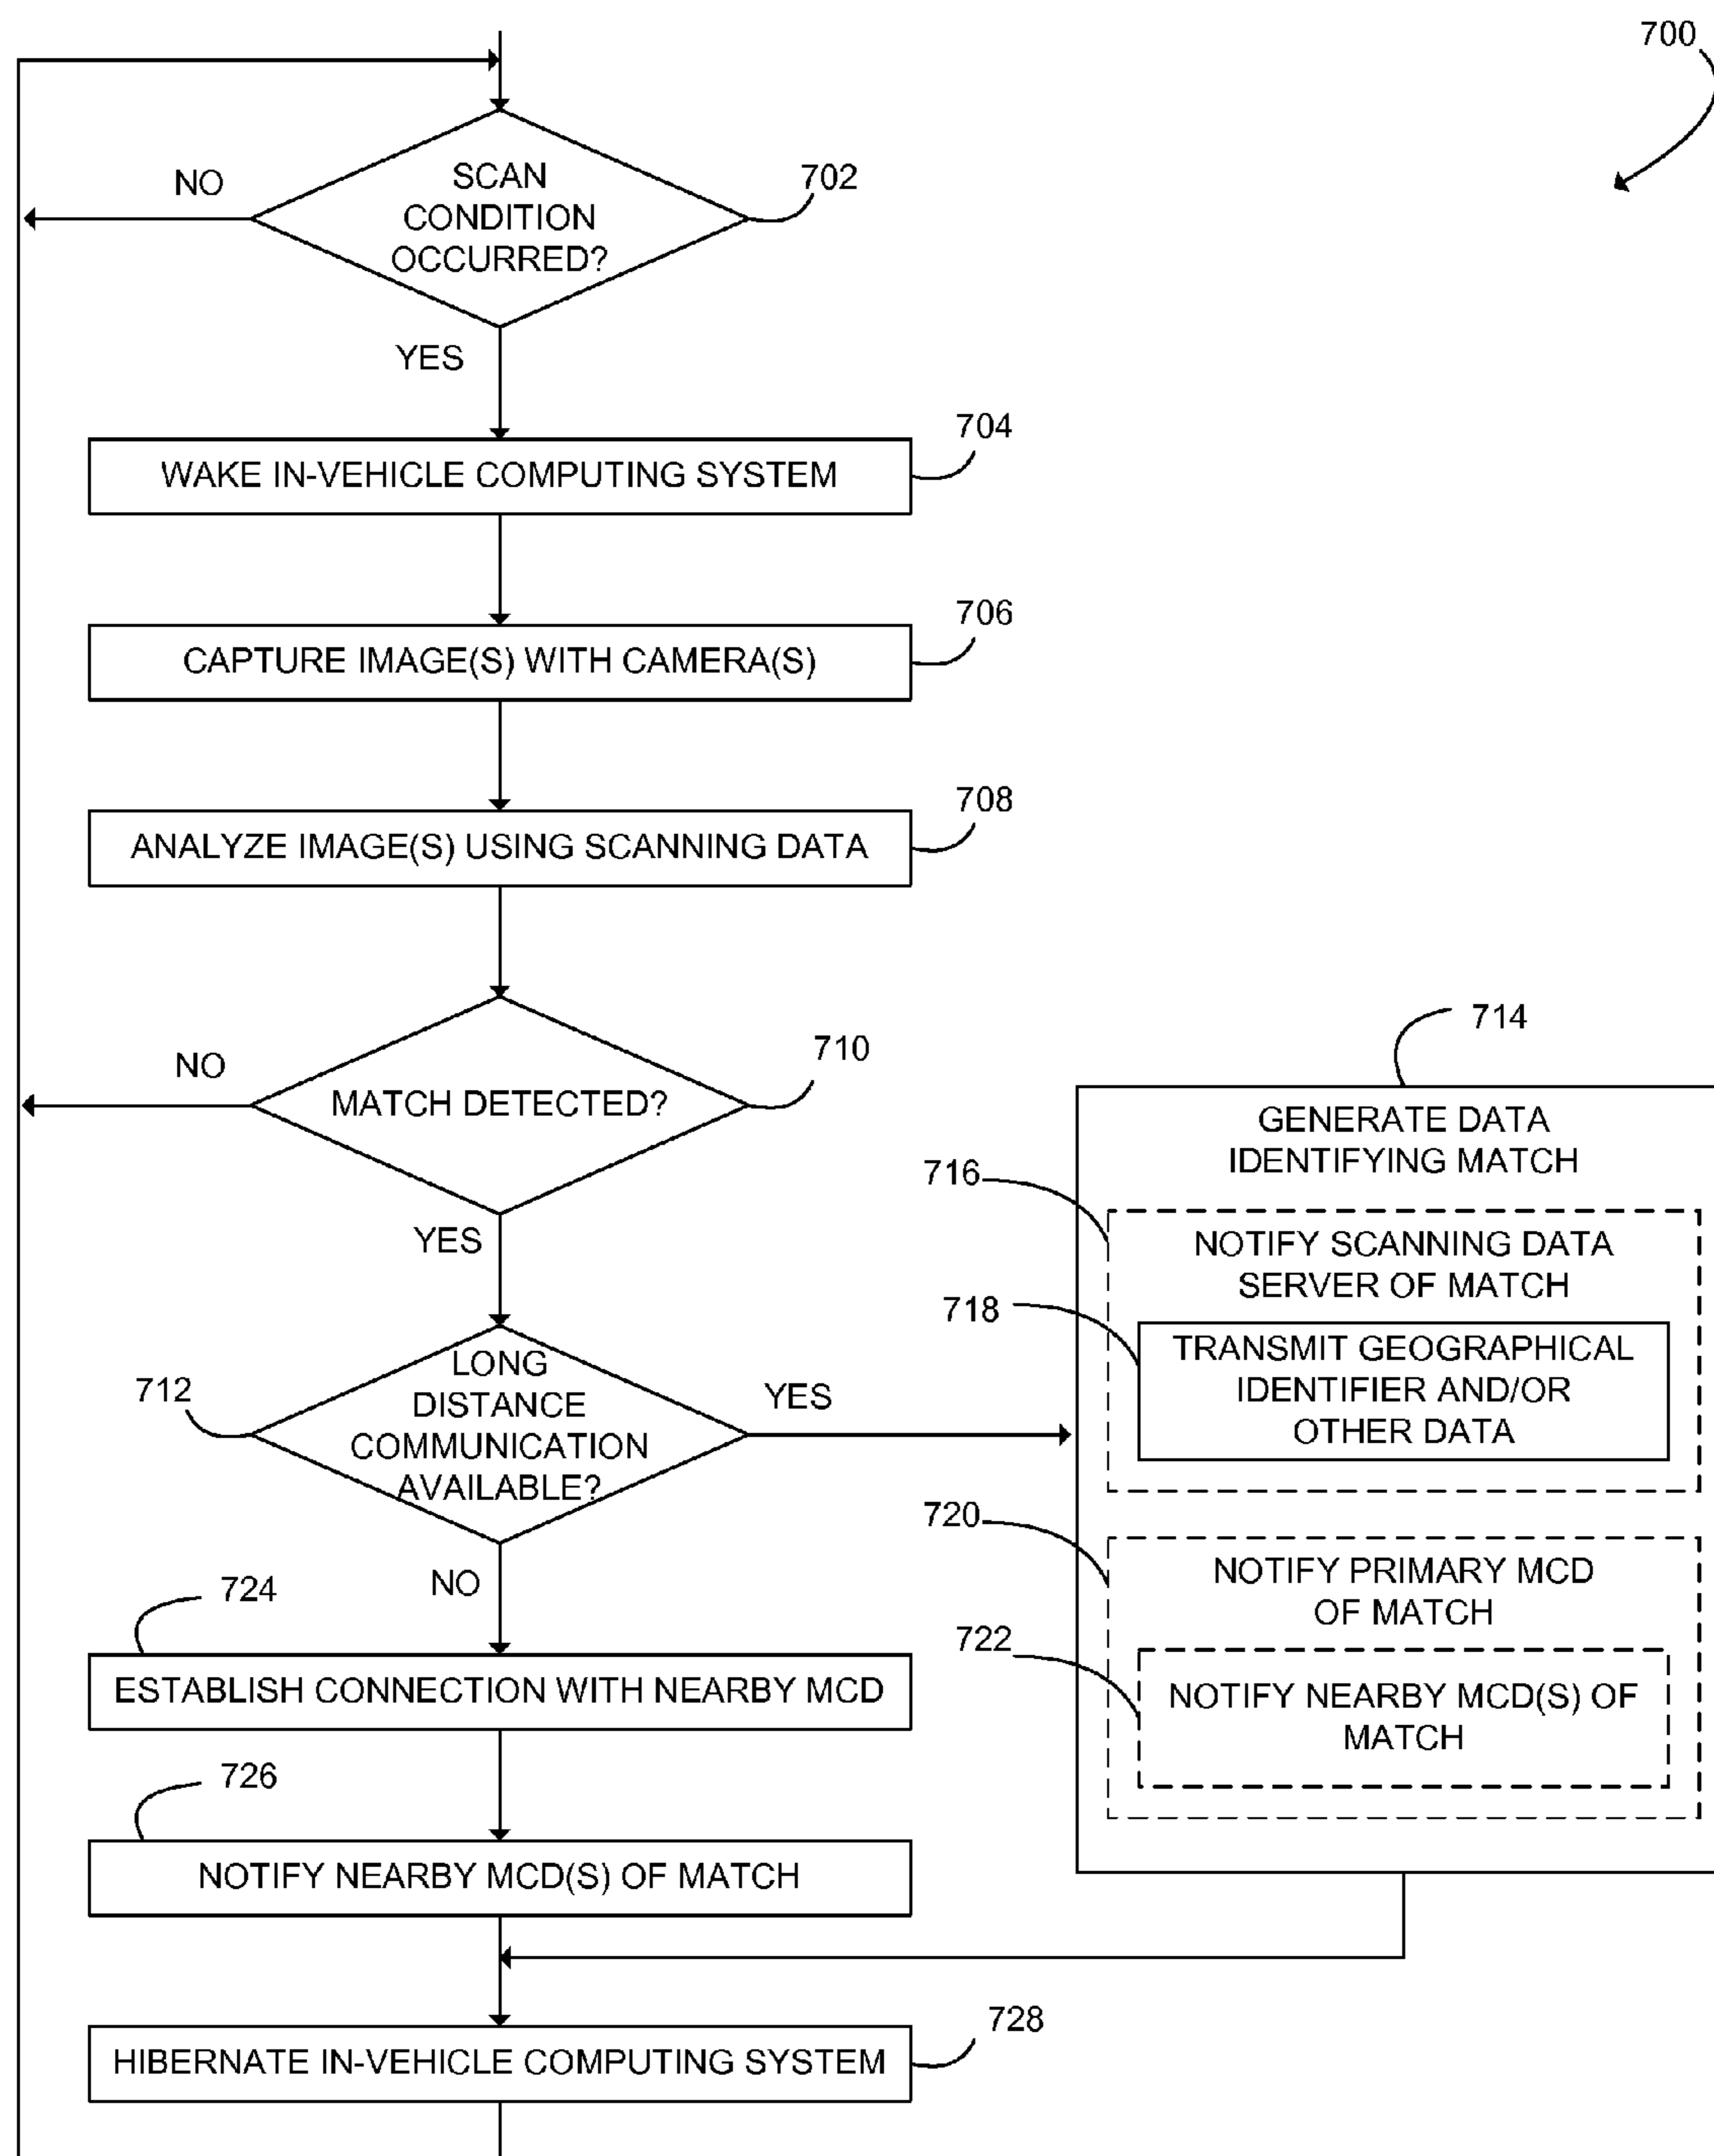 700
SCAN
CONDITION
OCCURRED?
702
NO
YES
704
WAKE IN-VEHICLE COMPUTING SYSTEM
706
CAPTURE IMAGE(S) WITH CAMERA(S)
708
ANALYZE IMAGE(S) USING SCANNING DATA
710
NO
MATCH DETECTED?
YES
712
LONG
DISTANCE
COMMUNICATION
AVAILABLE?
YES
NO
714
GENERATE DATA
IDENTIFYING MATCH
716
NOTIFY SCANNING DATA
SERVER OF MATCH
718
TRANSMIT GEOGRAPHICAL
IDENTIFIER AND/OR
OTHER DATA
720
NOTIFY PRIMARY MCD
OF MATCH
722
NOTIFY NEARBY MCD(S) OF
MATCH
724
ESTABLISH CONNECTION WITH NEARBY MCD
726
NOTIFY NEARBY MCD(S) OF MATCH
728
HIBERNATE IN-VEHICLE COMPUTING SYSTEM